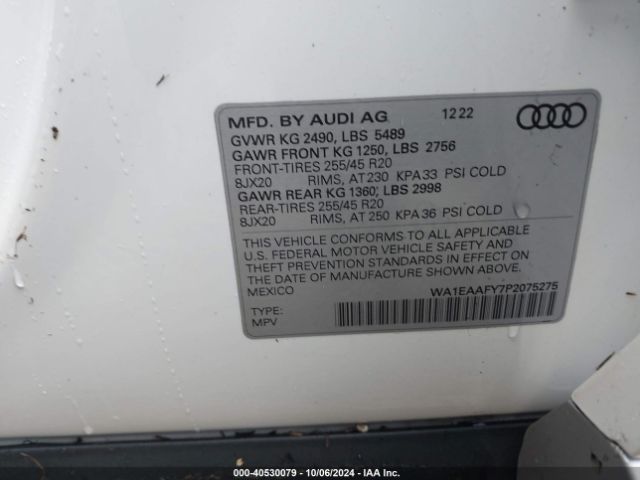 MFD. BY AUDI AG 12 22
GVWR KG 2490, LBS 5489
GAWR FRONT KG 1250, LBS 2756
FRONT-TIRES 255/45 R20
8JX20 RIMS, AT 230 KPA 33 PSI COLD
GAWR REAR KG 1360; LBS 2998
REAR-TIRES 255/45 R20
8JX20 RIMS, AT 250 KPA 36 PSI COLD
THIS VEHICLE CONFORMS TO ALL APPLICABLE
U.S. FEDERAL MOTOR VEHICLE SAFETY AND
THEFT PREVENTION STANDARDS IN EFFECT ON
THE DATE OF MANUFACTURE SHOWN ABOVE.
MEXICO
WA1EAAFY7P2075275
TYPE:
MPV
000-40530079 - 10/06/2024 - IAA Inc.